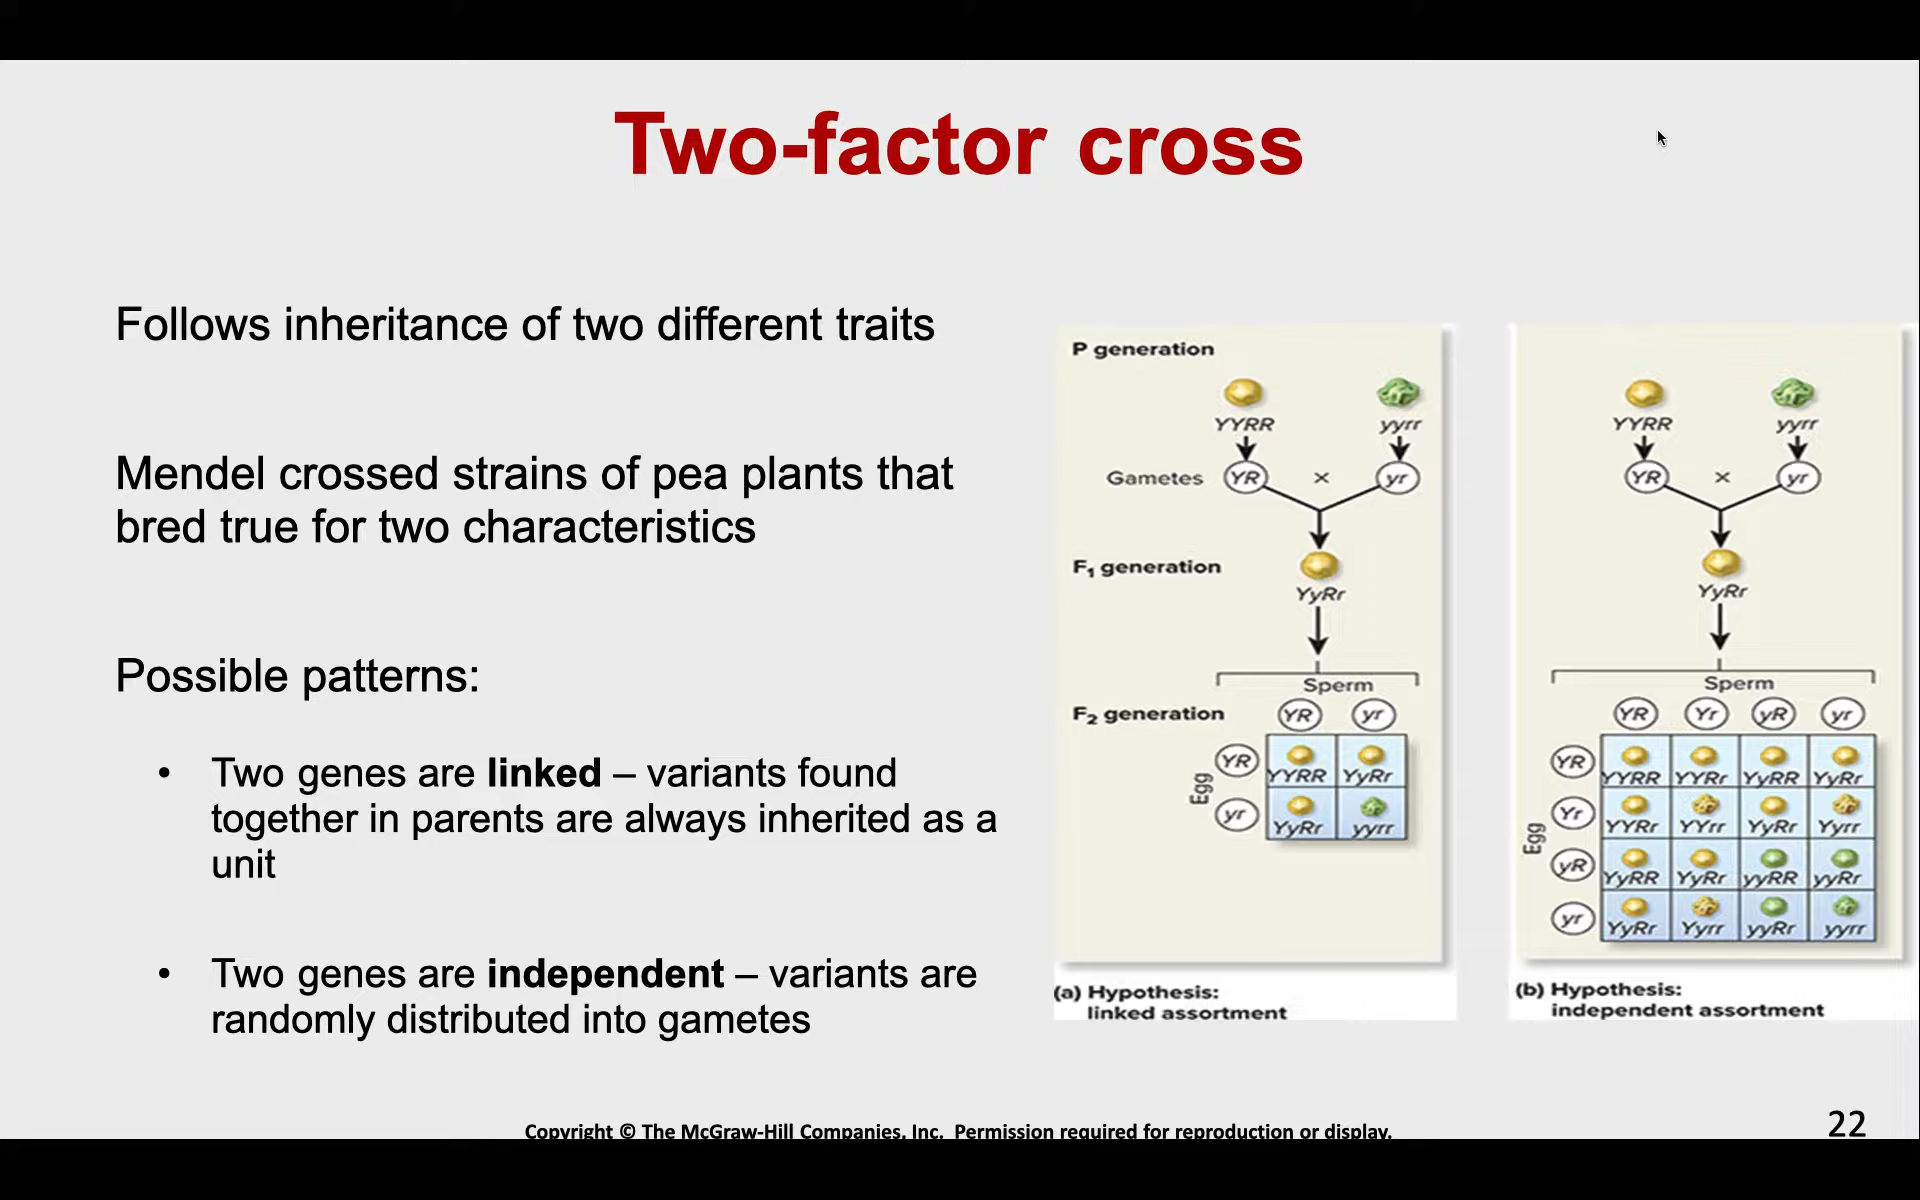 Two-factor cross
Follows inheritance of two different traits
Mendel crossed strains of pea plants that
bred true for two characteristics
Possible patterns:
• Two genes are linked – variants found
together in parents are always inherited as a
unit
• Two genes are independent – variants are
randomly distributed into gametes
P generation
YYRR yyrr
Gametes YR × yr
F₁ generation
YyRr
Sperm
F₂ generation YR yr
Egg
YR YYRR YyRr
yr YyRr yyrr
(a) Hypothesis:
linked assortment
YYRR yyrr
YR × yr
YyRr
Sperm
YR Yr yR yr
Egg
YR YYRR YYRr YyRR YyRr
Yr YYRr YYrr YyRr Yyrr
yR YyRR YyRr yyRR yyRr
yr YyRr Yyrr yyRr yyrr
(b) Hypothesis:
independent assortment
Copyright © The McGraw-Hill Companies, Inc. Permission required for reproduction or display.
22